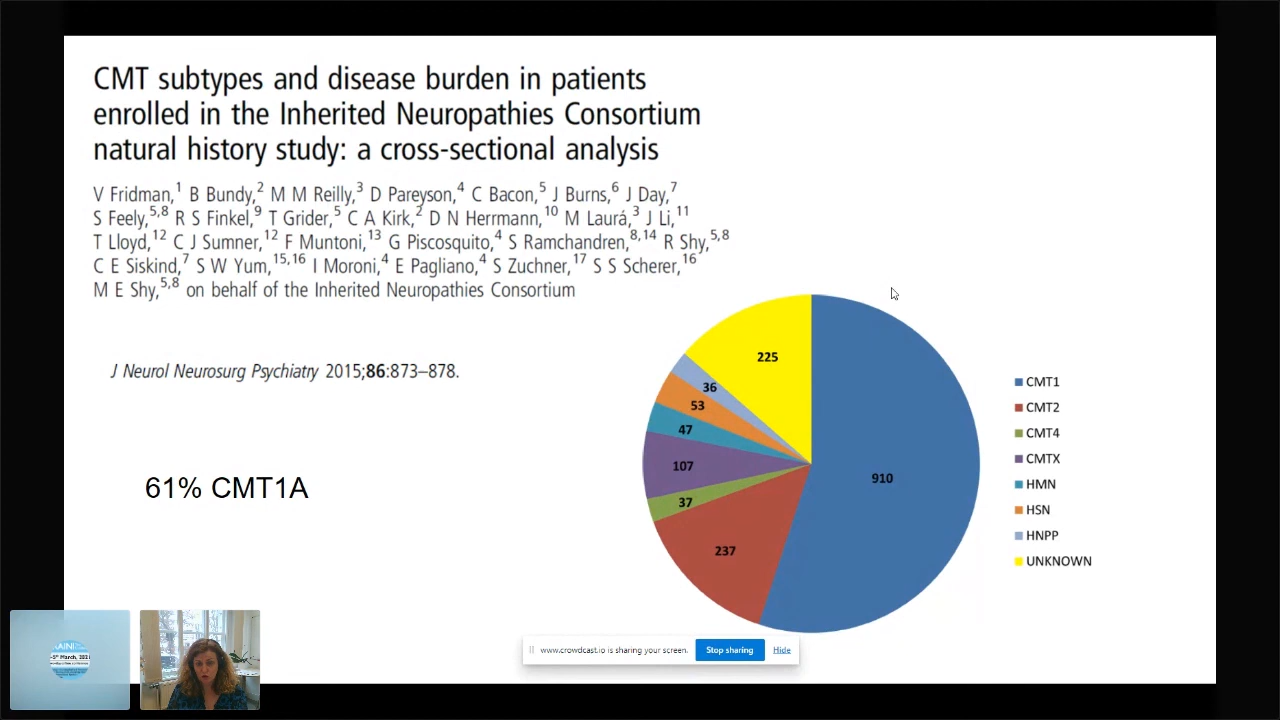 CMT subtypes and disease burden in patients
enrolled in the Inherited Neuropathies Consortium
natural history study: a cross-sectional analysis
V Fridman,1 B Bundy,2 M M Reilly,3 D Pareyson,4 C Bacon,5 J Burns,6 J Day,7
S Feely,5,8 R S Finkel,9 T Grider,5 C A Kirk,2 D N Herrmann,10 M Laurá,3 J Li,11
T Lloyd,12 C J Sumner,12 F Muntoni,13 G Piscosquito,4 S Ramchandren,8,14 R Shy,5,8
C E Siskind,7 S W Yum,15,16 I Moroni,4 E Pagliano,4 S Zuchner,17 S S Scherer,16
M E Shy,5,8 on behalf of the Inherited Neuropathies Consortium
J Neurol Neurosurg Psychiatry 2015;86:873–878.
61% CMT1A
225
36
53
47
107
37
237
910
CMT1
CMT2
CMT4
CMTX
HMN
HSN
HNPP
UNKNOWN
www.crowdcast.io is sharing your screen.
Stop sharing
Hide